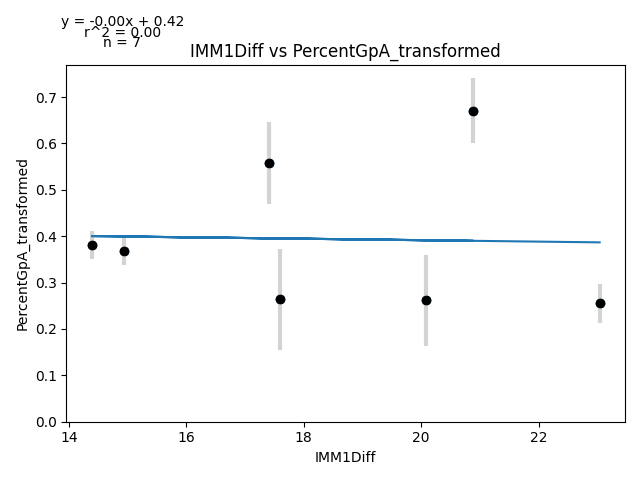 y = -0.00x + 0.42
r^2 = 0.00
n = 7
IMM1Diff vs PercentGpA_transformed
0.7
0.6
0.5
0.4
0.3
0.2
0.1
0.0
PercentGpA_transformed
14
16
18
20
22
IMM1Diff